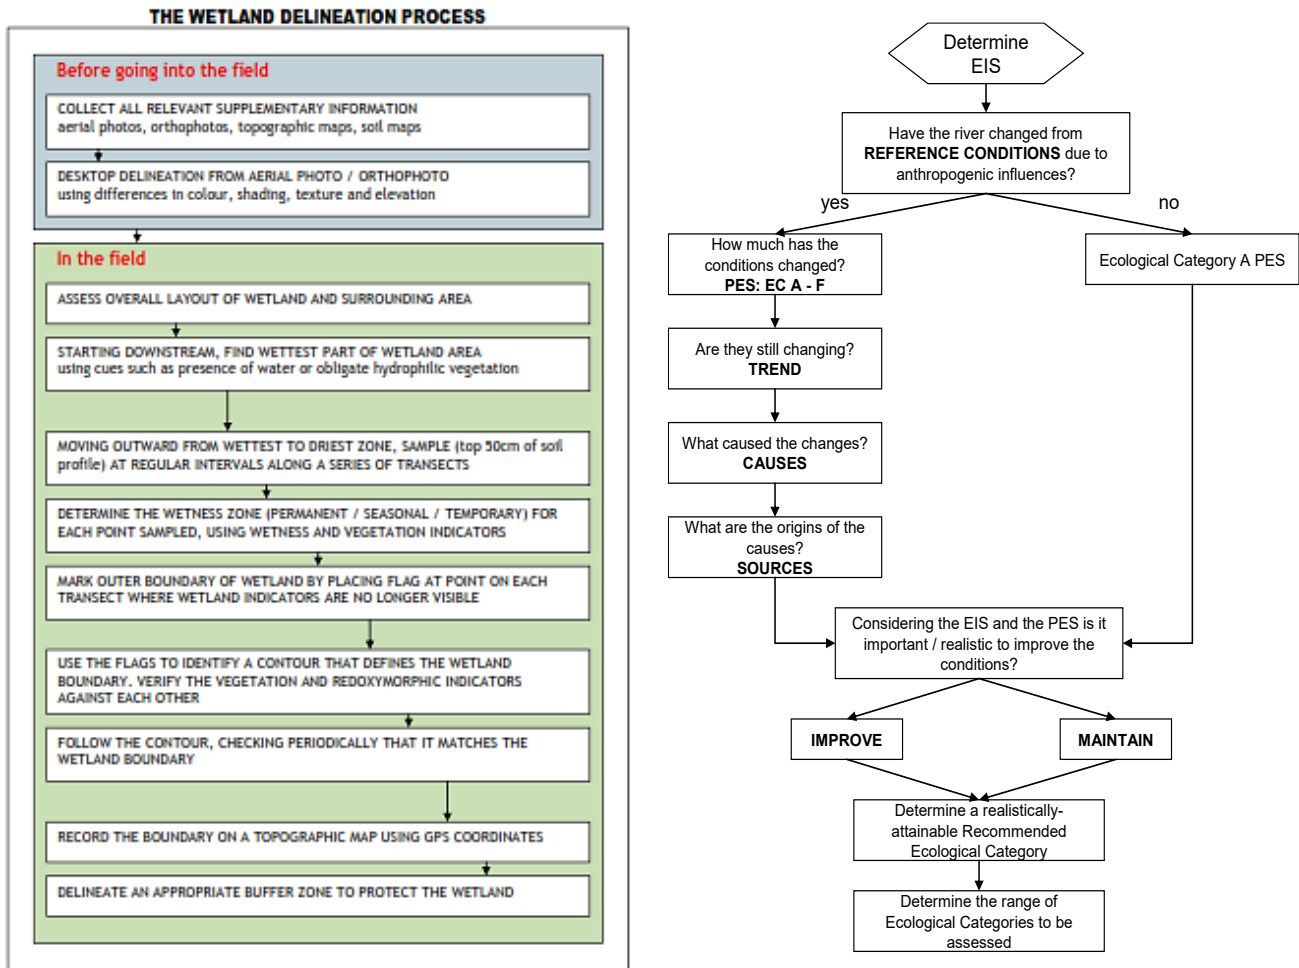 THE WETLAND DELINEATION PROCESS
Before going into the field
COLLECT ALL RELEVANT SUPPLEMENTARY INFORMATION
aerial photos, orthophotos, topographic maps, soil maps
DESKTOP DELINEATION FROM AERIAL PHOTO / ORTHOPHOTO
using differences in colour, shading, texture and elevation
In the field
ASSESS OVERALL LAYOUT OF WETLAND AND SURROUNDING AREA
STARTING DOWNSTREAM, FIND WETTEST PART OF WETLAND AREA
using cues such as presence of water or obligate hydrophilic vegetation
MOVING OUTWARD FROM WETTEST TO DRIEST ZONE, SAMPLE (top 50cm of soil
profile) AT REGULAR INTERVALS ALONG A SERIES OF TRANSECTS
DETERMINE THE WETNESS ZONE (PERMANENT / SEASONAL / TEMPORARY) FOR
EACH POINT SAMPLED, USING WETNESS AND VEGETATION INDICATORS
MARK OUTER BOUNDARY OF WETLAND BY PLACING FLAG AT POINT ON EACH
TRANSECT WHERE WETLAND INDICATORS ARE NO LONGER VISIBLE
USE THE FLAGS TO IDENTIFY A CONTOUR THAT DEFINES THE WETLAND
BOUNDARY. VERIFY THE VEGETATION AND REDOXYMORPHIC INDICATORS
AGAINST EACH OTHER
FOLLOW THE CONTOUR, CHECKING PERIODICALLY THAT IT MATCHES THE
WETLAND BOUNDARY
RECORD THE BOUNDARY ON A TOPOGRAPHIC MAP USING GPS COORDINATES
DELINEATE AN APPROPRIATE BUFFER ZONE TO PROTECT THE WETLAND
Determine
EIS
Have the river changed from
REFERENCE CONDITIONS due to
anthropogenic influences?
yes
no
How much has the
conditions changed?
PES: EC A - F
Ecological Category A PES
Are they still changing?
TREND
What caused the changes?
CAUSES
What are the origins of the
causes?
SOURCES
Considering the EIS and the PES is it
important / realistic to improve the
conditions?
IMPROVE
MAINTAIN
Determine a realistically-
attainable Recommended
Ecological Category
Determine the range of
Ecological Categories to be
assessed